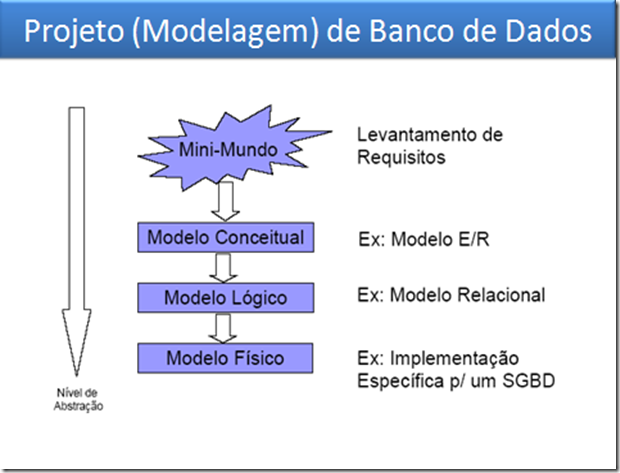 Projeto (Modelagem) de Banco de Dados
Mini-Mundo
Levantamento de
Requisitos
Modelo Conceitual
Ex: Modelo E/R
Modelo Lógico
Ex: Modelo Relacional
Modelo Físico
Ex: Implementação
Específica p/ um SGBD
Nível de
Abstração